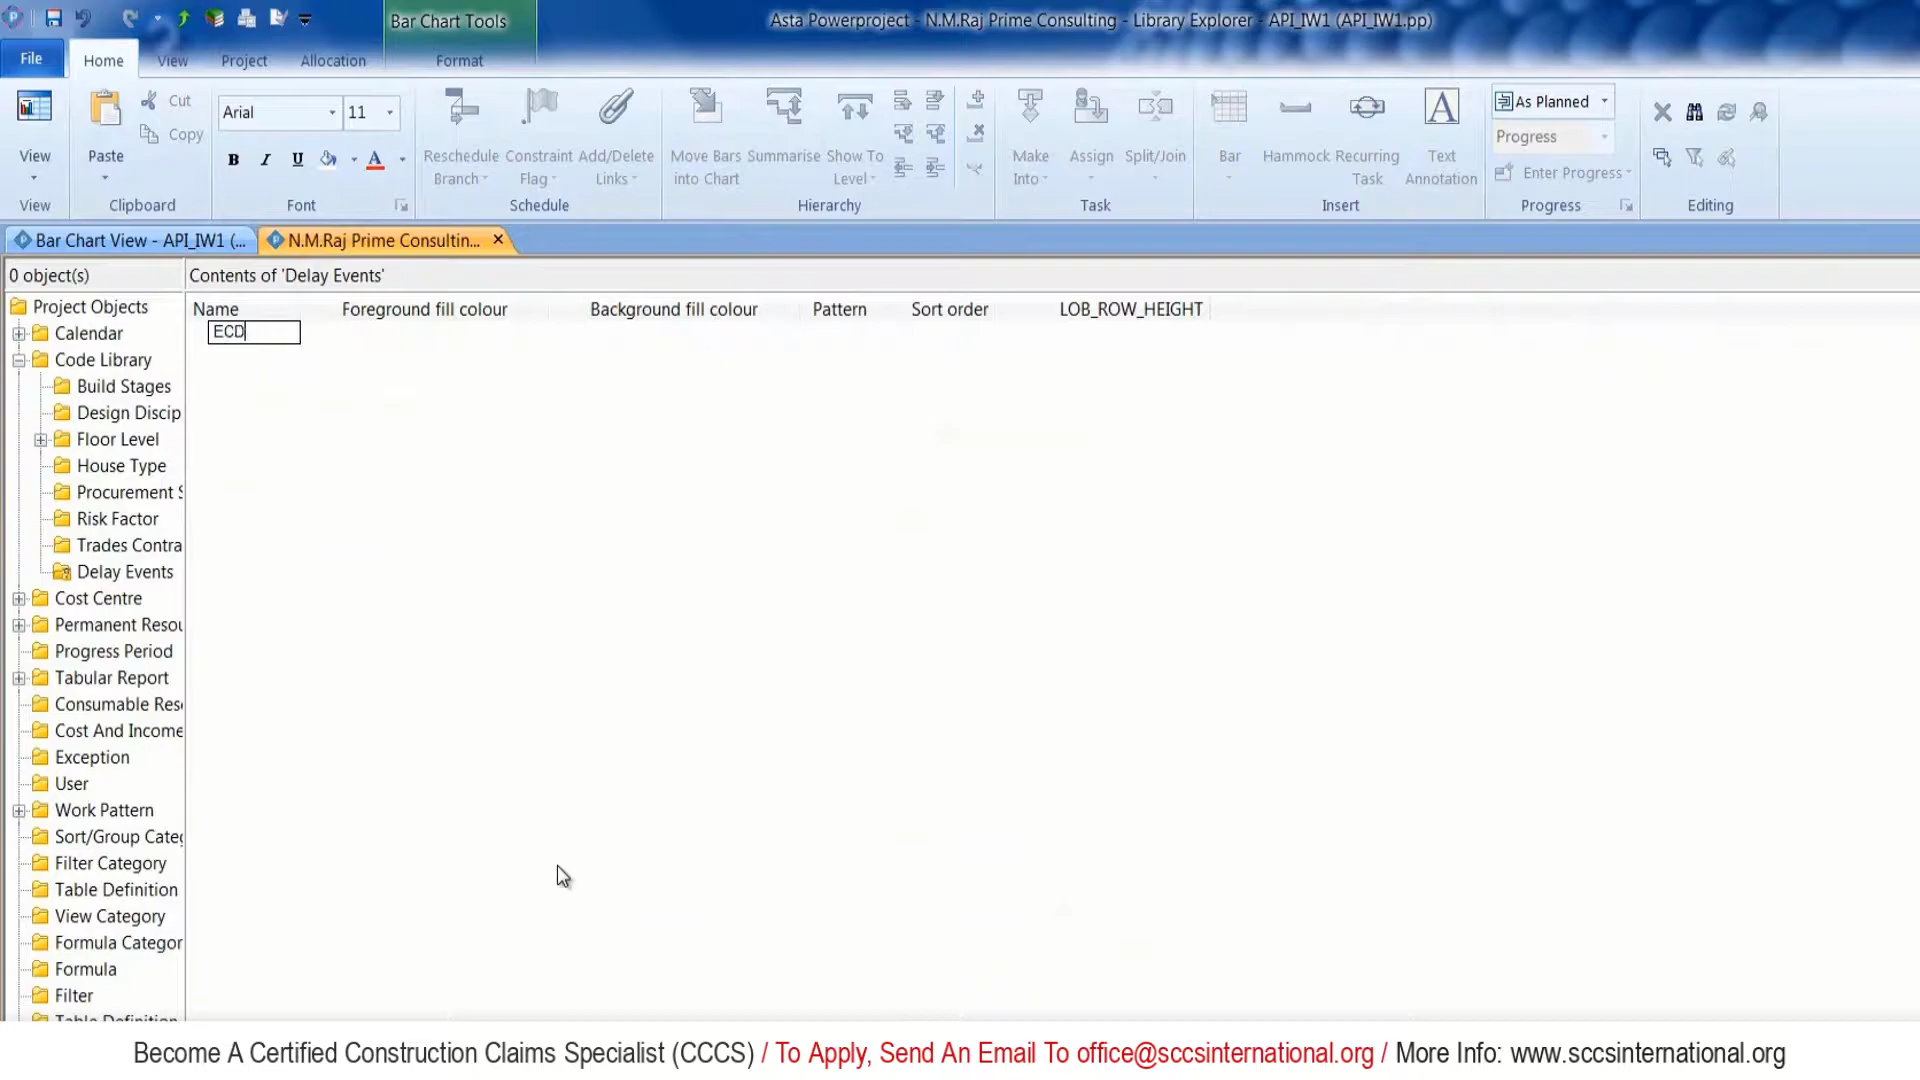 Bar Chart Tools
Asta Powerproject - N.M.Raj Prime Consulting - Library Explorer - API_IW1 (API_IW1.pp)
File
Home
View
Project
Allocation
Format
View
Paste
Cut
Copy
Arial
11
B
I
U
A
Reschedule Branch
Constraint Flag
Add/Delete Links
Move Bars into Chart
Summarise
Show To Level
Make Into
Assign
Split/Join
Bar
Hammock
Recurring Task
Text Annotation
As Planned
Progress
Enter Progress
View
Clipboard
Font
Schedule
Hierarchy
Task
Insert
Progress
Editing
Bar Chart View - API_IW1 (...
N.M.Raj Prime Consultin...
0 object(s)
Contents of 'Delay Events'
Name
Foreground fill colour
Background fill colour
Pattern
Sort order
LOB_ROW_HEIGHT
ECD
Project Objects
Calendar
Code Library
Build Stages
Design Discip
Floor Level
House Type
Procurement S
Risk Factor
Trades Contra
Delay Events
Cost Centre
Permanent Resou
Progress Period
Tabular Report
Consumable Res
Cost And Income
Exception
User
Work Pattern
Sort/Group Categ
Filter Category
Table Definition
View Category
Formula Categor
Formula
Filter
Table Definition
Become A Certified Construction Claims Specialist (CCCS) / To Apply, Send An Email To office@sccsinternational.org / More Info: www.sccsinternational.org